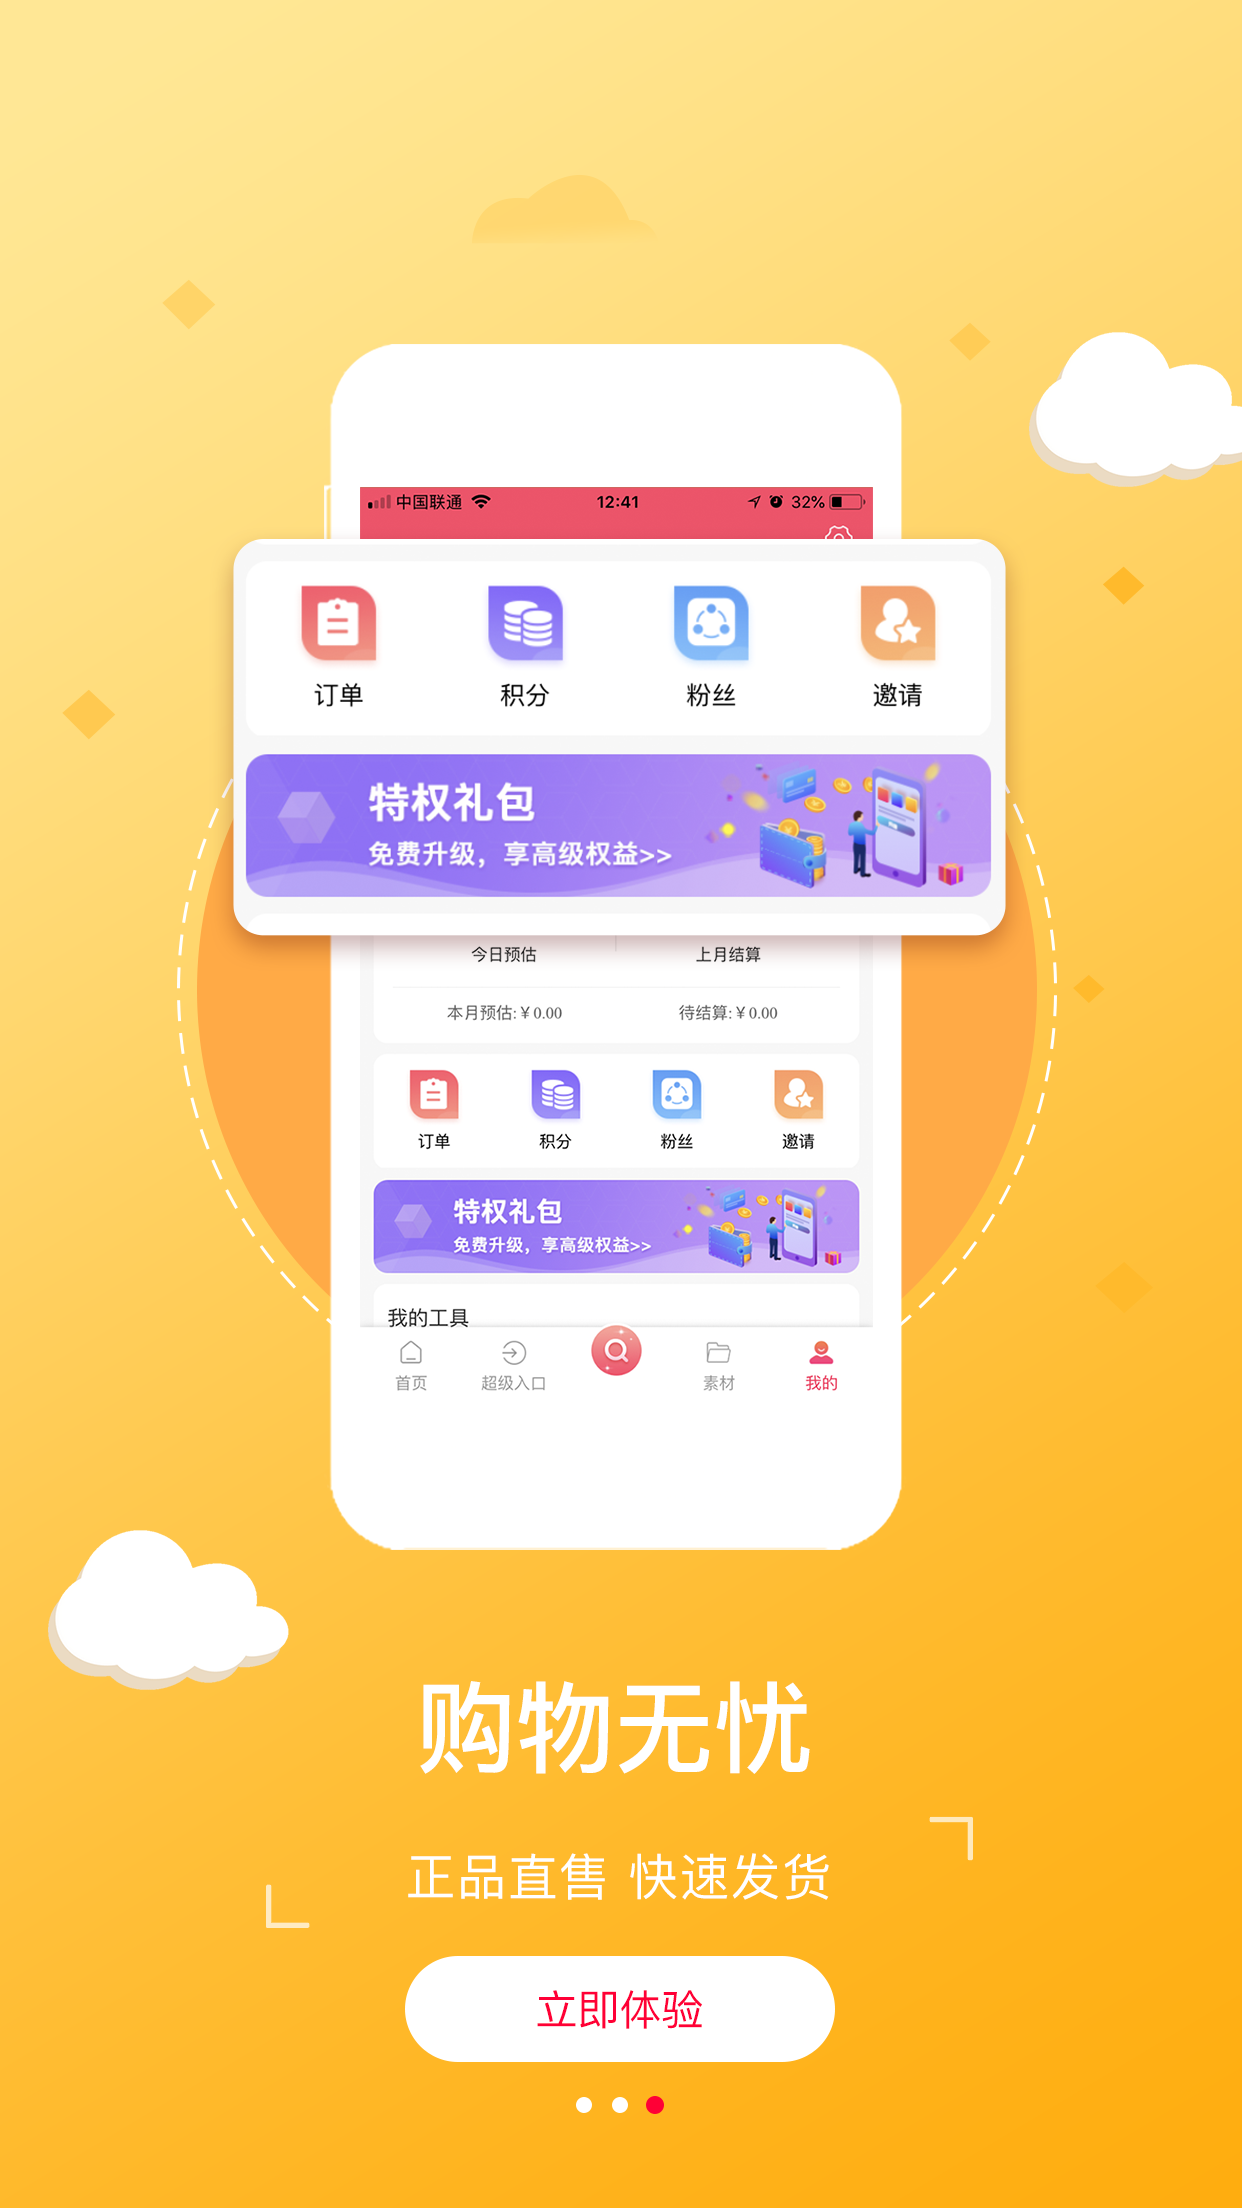 中国联通 12:41 32%
订单 积分 粉丝 邀请
特权礼包
免费升级，享高级权益>>
今日预估 上月结算
本月预估:￥0.00 待结算:￥0.00
订单 积分 粉丝 邀请
特权礼包
免费升级，享高级权益>>
我的工具
首页 超级入口 素材 我的
购物无忧
正品直售 快速发货
立即体验